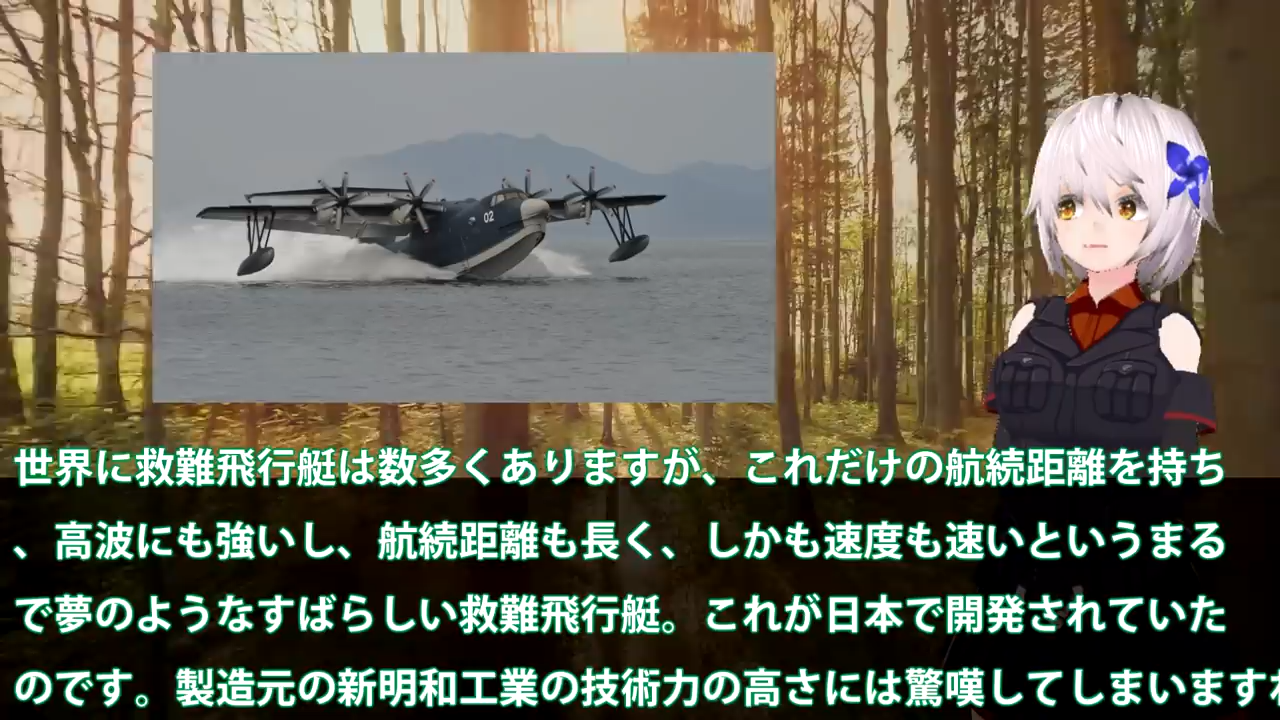 02
世界に救難飛行艇は数多くありますが、これだけの航続距離を持ち
、高波にも強いし、航続距離も長く、しかも速度も速いというまる
で夢のようなすばらしい救難飛行艇。これが日本で開発されていた
のです。製造元の新明和工業の技術力の高さには驚嘆してしまいます